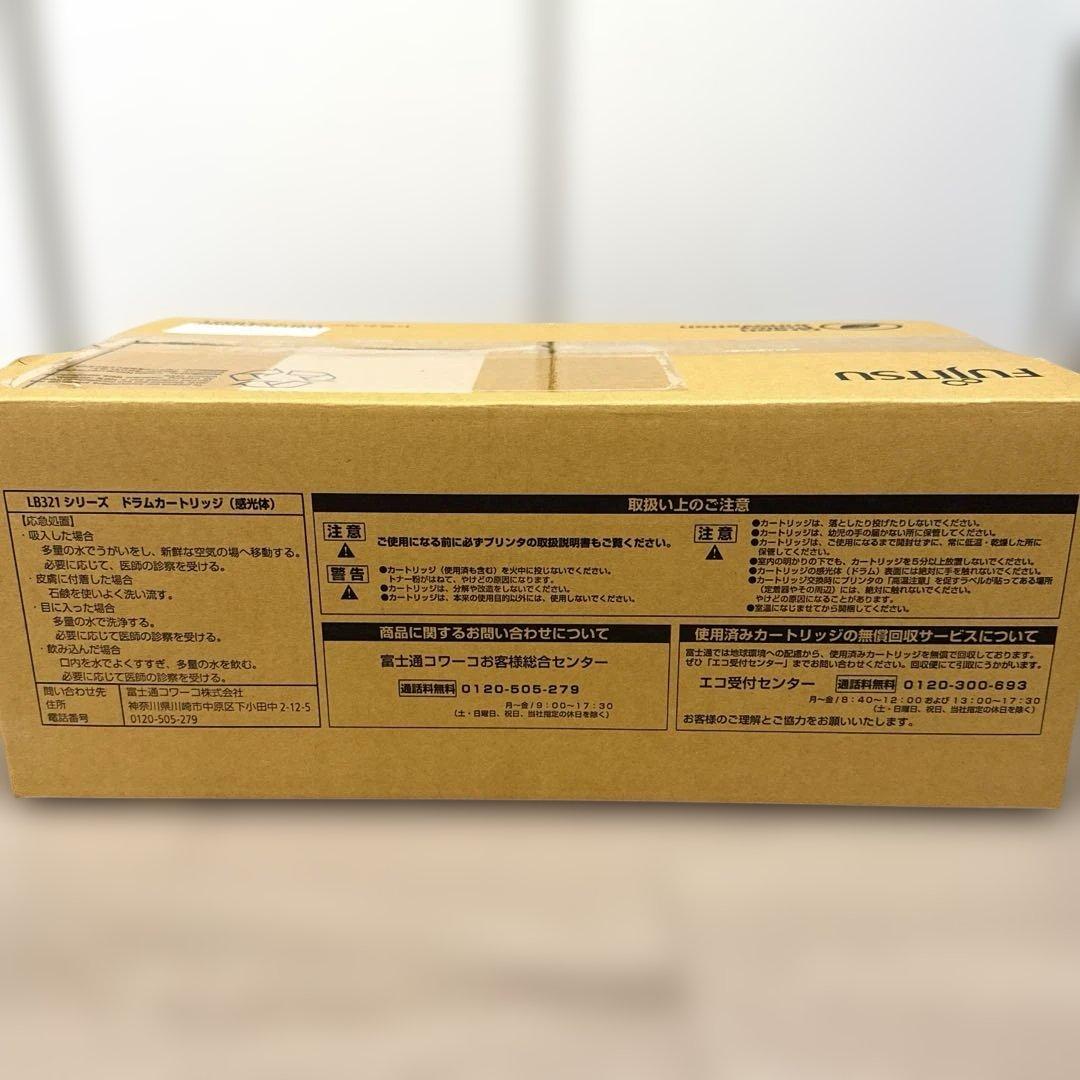 FUJITSU
LB321シリーズ　ドラムカートリッジ（感光体）
【応急処置】
・吸入した場合
多量の水でうがいをし、新鮮な空気の場へ移動する。
必要に応じて、医師の診察を受ける。
・皮膚に付着した場合
石鹸を使いよく洗い流す。
・目に入った場合
多量の水で洗浄する。
必要に応じて医師の診察を受ける。
・飲み込んだ場合
口内を水でよくすすぎ、多量の水を飲む。
必要に応じて医師の診察を受ける。
問い合わせ先　富士通コワーコ株式会社
住所　神奈川県川崎市中原区下小田中2-12-5
電話番号　0120-505-279
取扱い上のご注意
注意
ご使用になる前に必ずプリンタの取扱説明書もご覧ください。
警告
●カートリッジ（使用済も含む）を火中に投じないでください。
トナー粉がはねて、やけどの原因になります。
●カートリッジは、分解や改造をしないでください。
●カートリッジは、本来の使用目的以外には、使用しないでください。
注意
●カートリッジは、落としたり投げたりしないでください。
●カートリッジは、幼児の手の届かない所に保管してください。
●カートリッジは、ご使用になるまで開封せずに、常に低温・乾燥した所に
保管してください。
●室内の明かりの下でも、カートリッジを5分以上放置しないでください。
●カートリッジの感光体（ドラム）表面には絶対に手を触れないでください。
●カートリッジ交換時にプリンタの「高温注意」を促すラベルが貼ってある場所
（定着器やその周辺）には、絶対に触れないでください。
やけどの原因になることがあります。
●室温になじませてから開梱してください。
商品に関するお問い合わせについて
富士通コワーコお客様総合センター
通話料無料 0120-505-279
月〜金/9:00〜17:30
（土・日曜日、祝日、当社指定の休日を除く）
使用済みカートリッジの無償回収サービスについて
富士通では地球環境への配慮から、使用済みカートリッジを無償で回収しております。
ぜひ「エコ受付センター」までお問い合わせください。回収便にて引取にうかがいます。
エコ受付センター 通話料無料 0120-300-693
月〜金/8:40〜12:00および13:00〜17:30
（土・日曜日、祝日、当社指定の休日を除く）
お客様のご理解とご協力をお願いいたします。